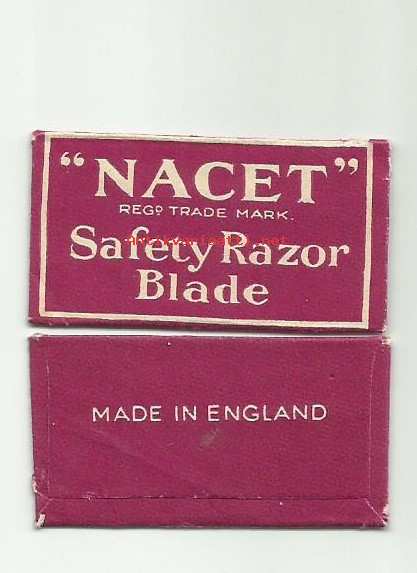 "NACET"
REGD TRADE MARK.
Safety Razor
Blade
MADE IN ENGLAND